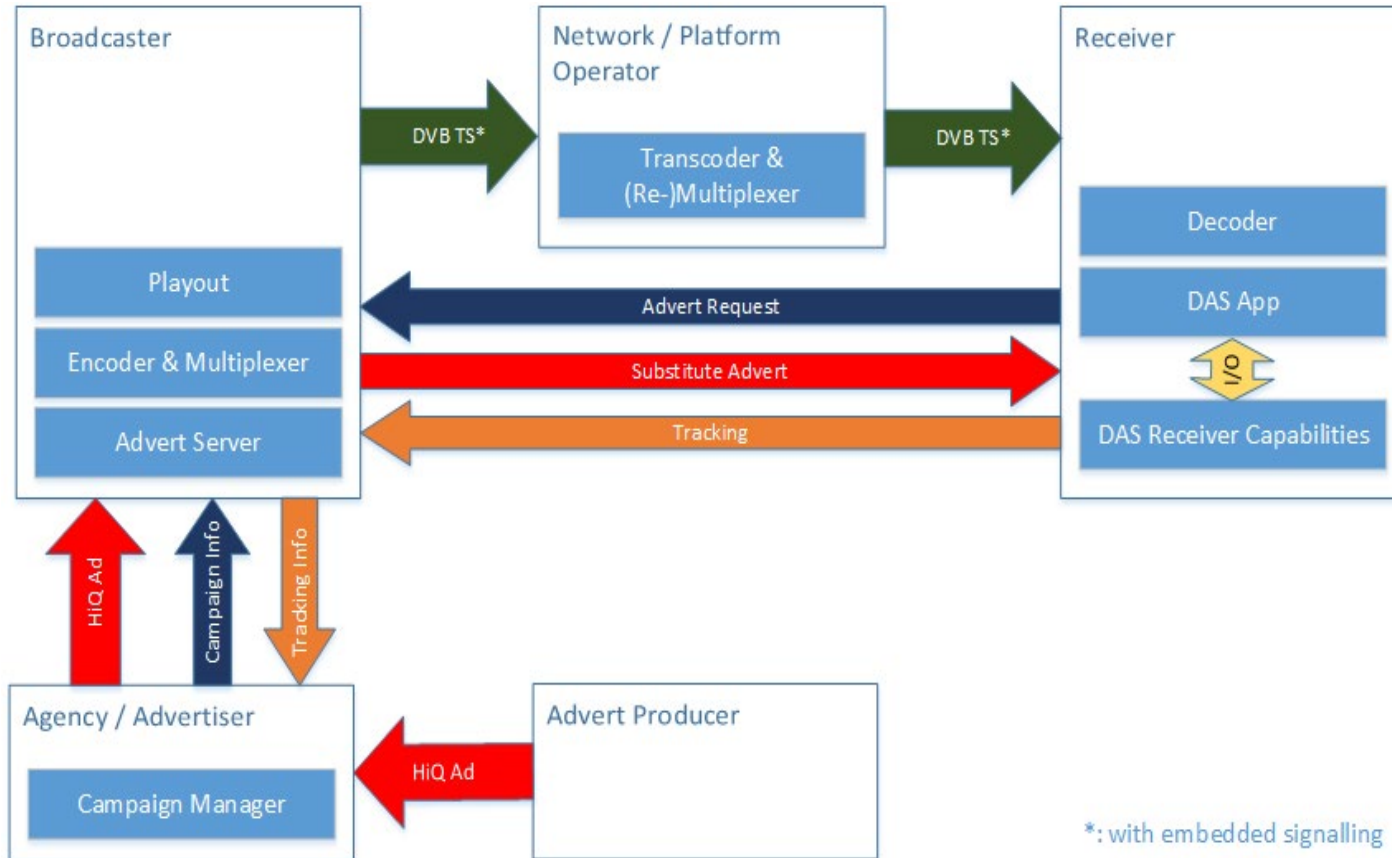 Broadcaster
Network / Platform
Operator
Receiver
DVB TS*
DVB TS*
Transcoder &
(Re-)Multiplexer
Decoder
Playout
DAS App
Advert Request
Encoder & Multiplexer
Substitute Advert
I/O
Advert Server
Tracking
DAS Receiver Capabilities
HiQ Ad
Campaign Info
Tracking Info
Agency / Advertiser
Advert Producer
HiQ Ad
Campaign Manager
*: with embedded signalling